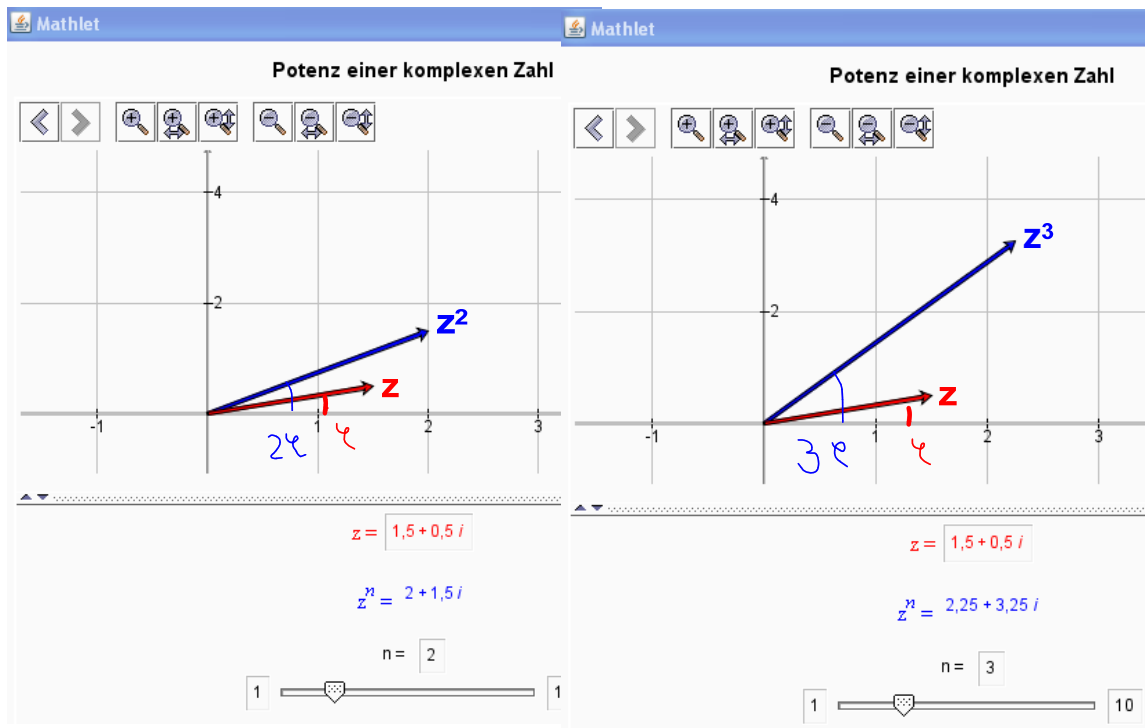 Mathlet
Potenz einer komplexen Zahl
4
2
-1
1
2
3
z²
z
2φ
φ
z = 1,5 + 0,5 i
zⁿ = 2 + 1,5 i
n = 2
1
1
Mathlet
Potenz einer komplexen Zahl
4
2
-1
1
2
3
z³
z
3φ
φ
z = 1,5 + 0,5 i
zⁿ = 2,25 + 3,25 i
n = 3
1
10